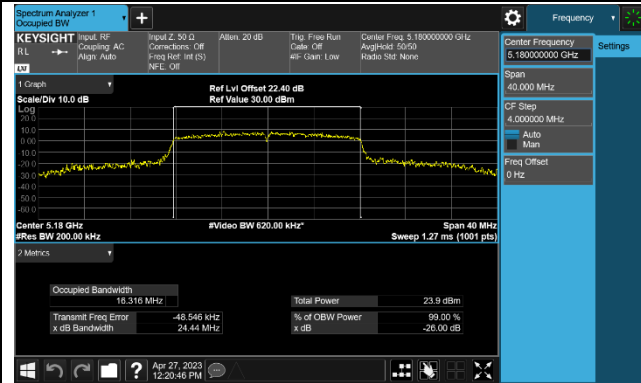 Spectrum Analyzer 1
Occupied BW
Frequency
KEYSIGHT
RL
LXI
Input: RF
Coupling: AC
Align: Auto
Input Z: 50 Ω
Corrections: Off
Freq Ref: Int (S)
NFE: Off
Atten: 20 dB
Trig: Free Run
Gate: Off
#IF Gain: Low
Center Freq: 5.180000000 GHz
Avg|Hold: 50/50
Radio Std: None
1 Graph
Scale/Div 10.0 dB
Ref Lvl Offset 22.40 dB
Ref Value 30.00 dBm
Log
20.0
10.0
0.00
-10.0
-20.0
-30.0
-40.0
-50.0
-60.0
Center 5.18 GHz
#Res BW 200.00 kHz
#Video BW 620.00 kHz*
Span 40 MHz
Sweep 1.27 ms (1001 pts)
2 Metrics
Occupied Bandwidth
16.316 MHz
Transmit Freq Error
-48.546 kHz
x dB Bandwidth
24.44 MHz
Total Power
23.9 dBm
% of OBW Power
99.00 %
x dB
-26.00 dB
Apr 27, 2023
12:20:46 PM
Center Frequency
5.180000000 GHz
Settings
Span
40.000 MHz
CF Step
4.000000 MHz
Auto
Man
Freq Offset
0 Hz